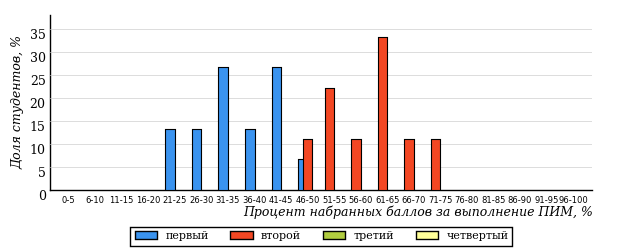 Доля студентов, %
35
30
25
20
15
10
5
0
0-5 6-10 11-15 16-20 21-25 26-30 31-35 36-40 41-45 46-50 51-55 56-60 61-65 66-70 71-75 76-80 81-85 86-90 91-95 96-100
Процент набранных баллов за выполнение ПИМ, %
первый второй третий четвертый